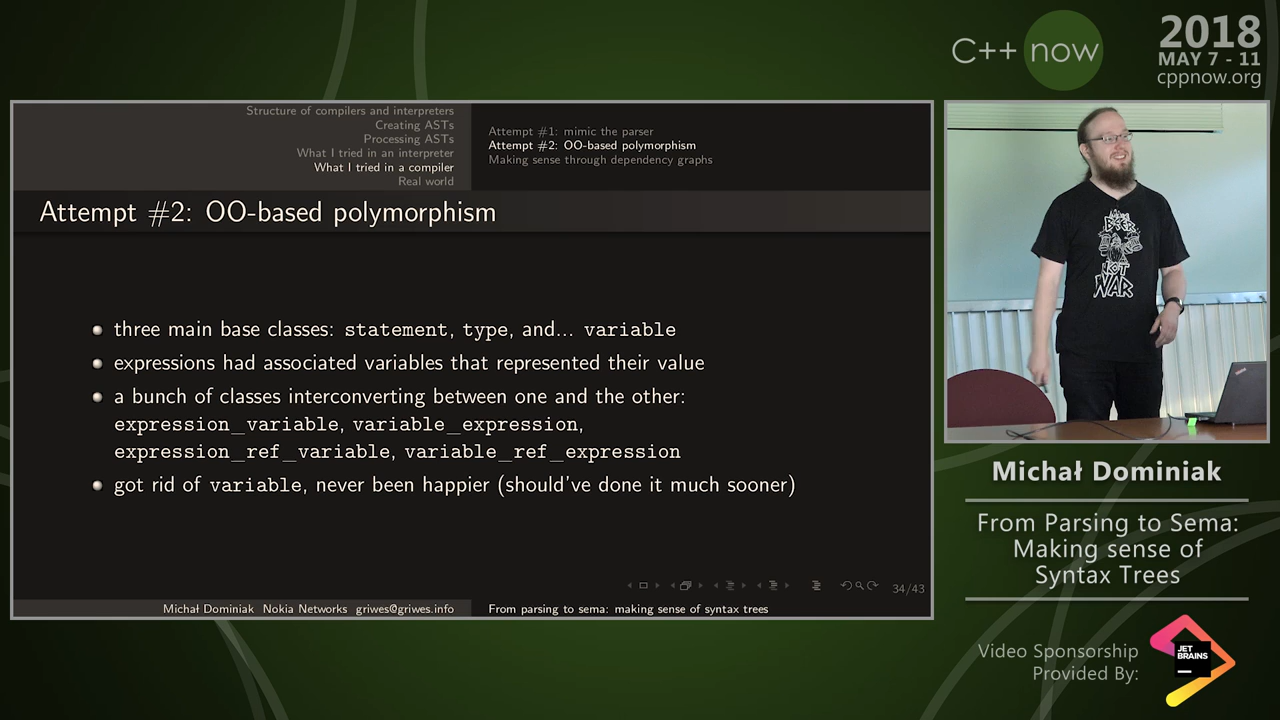 C++ now
2018
MAY 7 - 11
cppnow.org
Structure of compilers and interpreters
Creating ASTs
Processing ASTs
What I tried in an interpreter
What I tried in a compiler
Real world
Attempt #1: mimic the parser
Attempt #2: OO-based polymorphism
Making sense through dependency graphs
Attempt #2: OO-based polymorphism
three main base classes: statement, type, and... variable
expressions had associated variables that represented their value
a bunch of classes interconverting between one and the other:
expression_variable, variable_expression,
expression_ref_variable, variable_ref_expression
got rid of variable, never been happier (should've done it much sooner)
34/43
Michał Dominiak Nokia Networks griwes@griwes.info
From parsing to sema: making sense of syntax trees
BEER
NOT
WAR
Michał Dominiak
From Parsing to Sema:
Making sense of
Syntax Trees
Video Sponsorship
Provided By:
JET
BRAINS